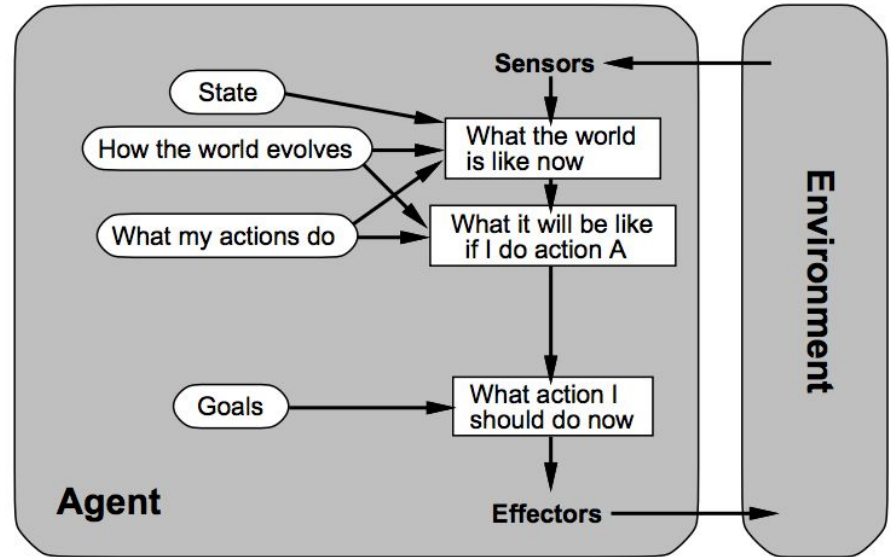 Sensors
State
What the world
is like now
How the world evolves
What it will be like
if I do action A
What my actions do
Environment
What action I
should do now
Goals
Agent
Effectors